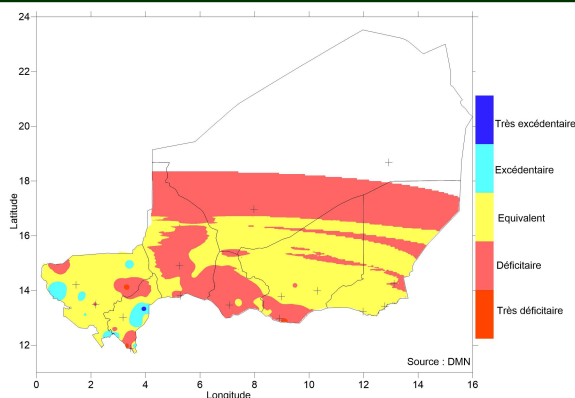 24
22
20
18
16
14
12
Latitude
0
2
4
6
8
10
12
14
16
Longitude
Très excédentaire
Excédentaire
Equivalent
Déficitaire
Très déficitaire
Source : DMN